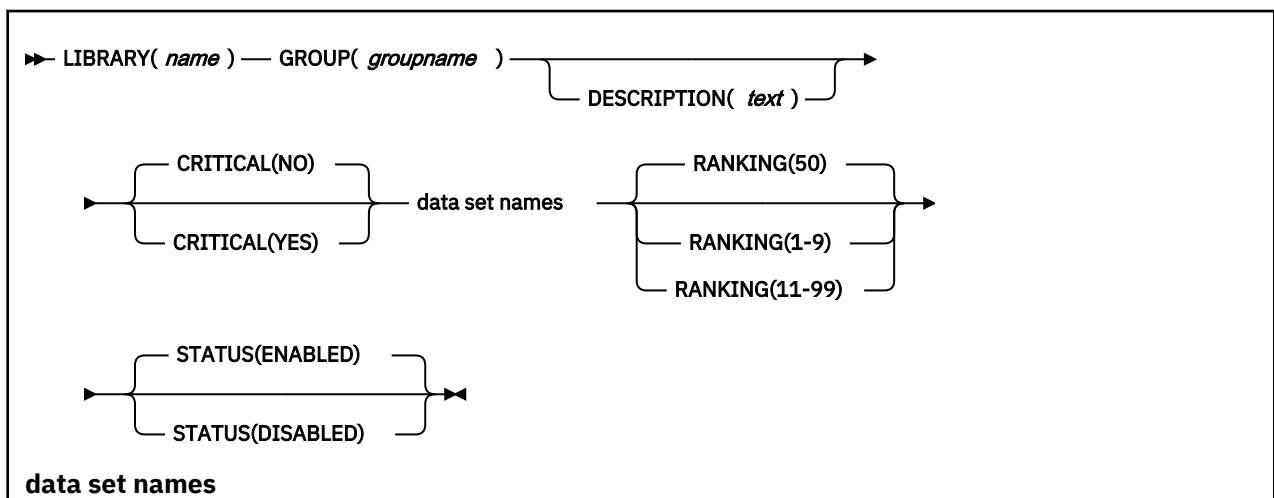 LIBRARY( name ) GROUP( groupname )
DESCRIPTION( text )
CRITICAL(NO)
CRITICAL(YES)
data set names
RANKING(50)
RANKING(1-9)
RANKING(11-99)
STATUS(ENABLED)
STATUS(DISABLED)
data set names